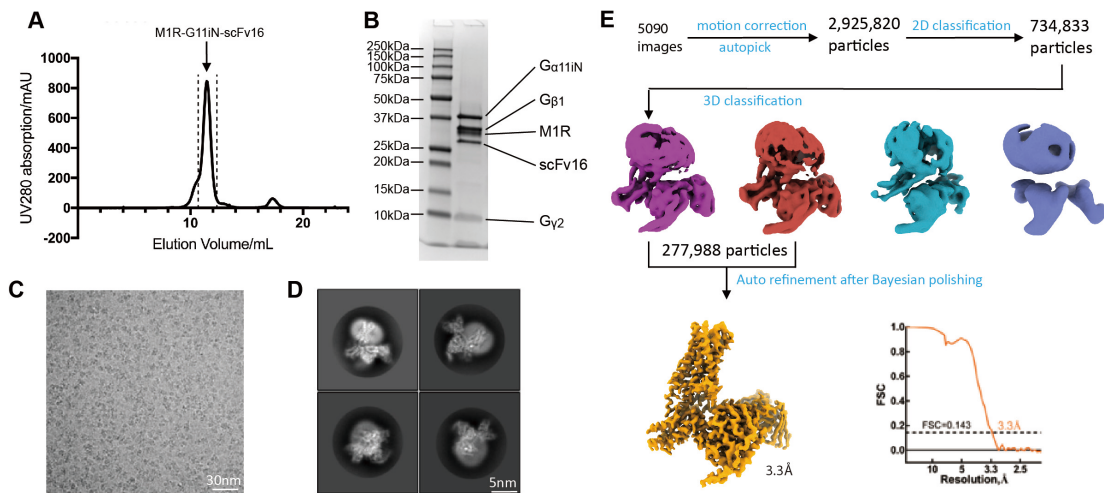 A
M1R-G11iN-scFv16
UV280 absorption/mAU
1000
800
600
400
200
0
-200
10
20
Elution Volume/mL
B
250kDa
150kDa
100kDa
75kDa
50kDa
37kDa
25kDa
20kDa
15kDa
10kDa
Gα11iN
Gβ1
M1R
scFv16
Gγ2
C
30nm
D
5nm
E
5090
images
motion correction
autopick
2,925,820
particles
2D classification
734,833
particles
3D classification
277,988 particles
Auto refinement after Bayesian polishing
3.3Å
FSC
1.0
0.8
0.6
0.4
0.2
0.0
FSC=0.143
3.3Å
10
5
3.3
2.5
Resolution,Å